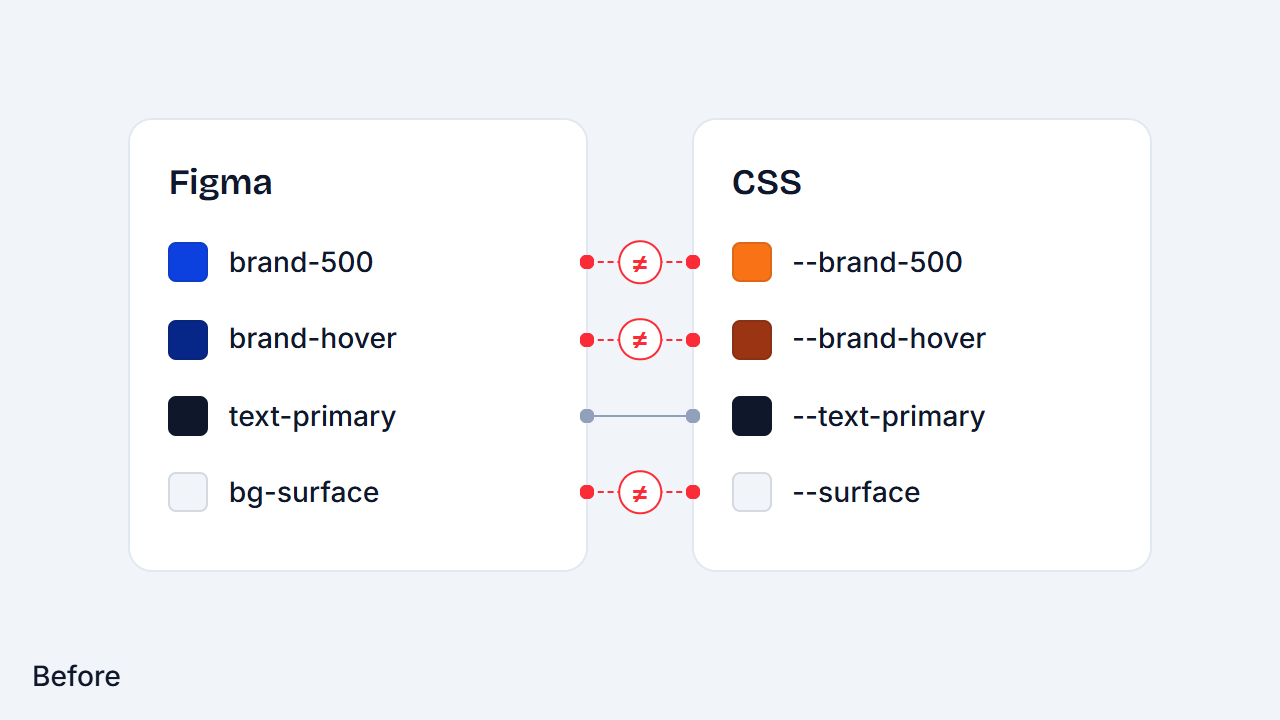 Figma
CSS
brand-500
≠
--brand-500
brand-hover
≠
--brand-hover
text-primary
--text-primary
bg-surface
≠
--surface
Before